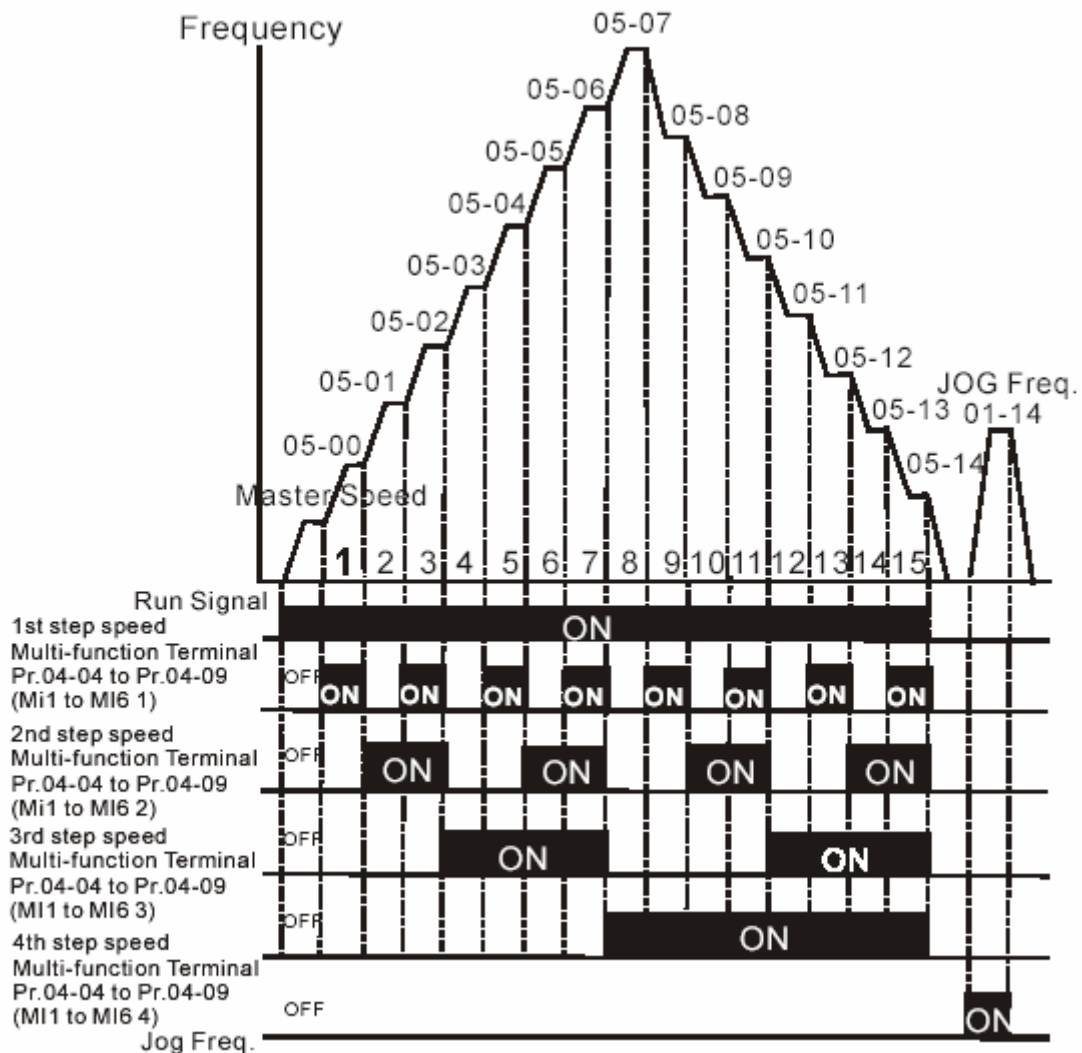 Frequency
05-07
05-06
05-08
05-05
05-09
05-04
05-10
05-03
05-11
05-02
05-12
05-01
JOG Freq.
05-13
01-14
05-00
05-14
Master Speed
1 2 3 4 5 6 7 8 9 10 11 12 13 14 15
Run Signal
ON
1st step speed
Multi-function Terminal
Pr.04-04 to Pr.04-09
(Mi1 to MI6 1)
OFF ON ON ON ON ON ON ON ON
2nd step speed
Multi-function Terminal
Pr.04-04 to Pr.04-09
(Mi1 to MI6 2)
OFF ON ON ON ON
3rd step speed
Multi-function Terminal
Pr.04-04 to Pr.04-09
(MI1 to MI6 3)
OFF ON ON
4th step speed
Multi-function Terminal
Pr.04-04 to Pr.04-09
(MI1 to MI6 4)
OFF ON
Jog Freq.
OFF ON